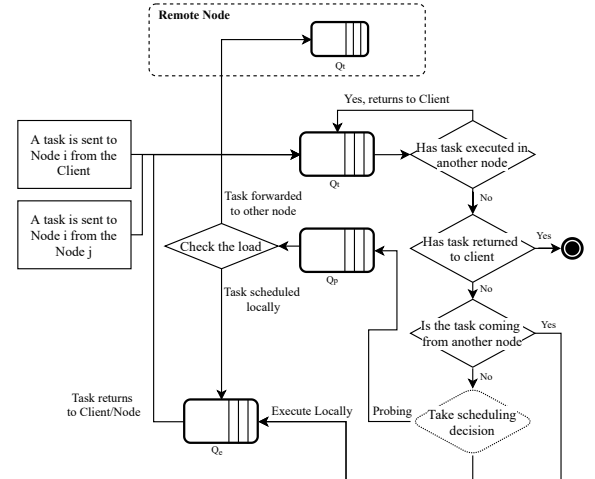 Remote Node
Qt
Yes, returns to Client
A task is sent to
Node i from the
Client
Has task executed in
another node
Qt
No
Task forwarded
to other node
A task is sent to
Node i from the
Node j
Check the load
Qp
Has task returned
to client
Yes
No
Task scheduled
locally
Is the task coming
from another node
Yes
No
Task returns
to Client/Node
Execute Locally
Probing
Take scheduling
decision
Qe